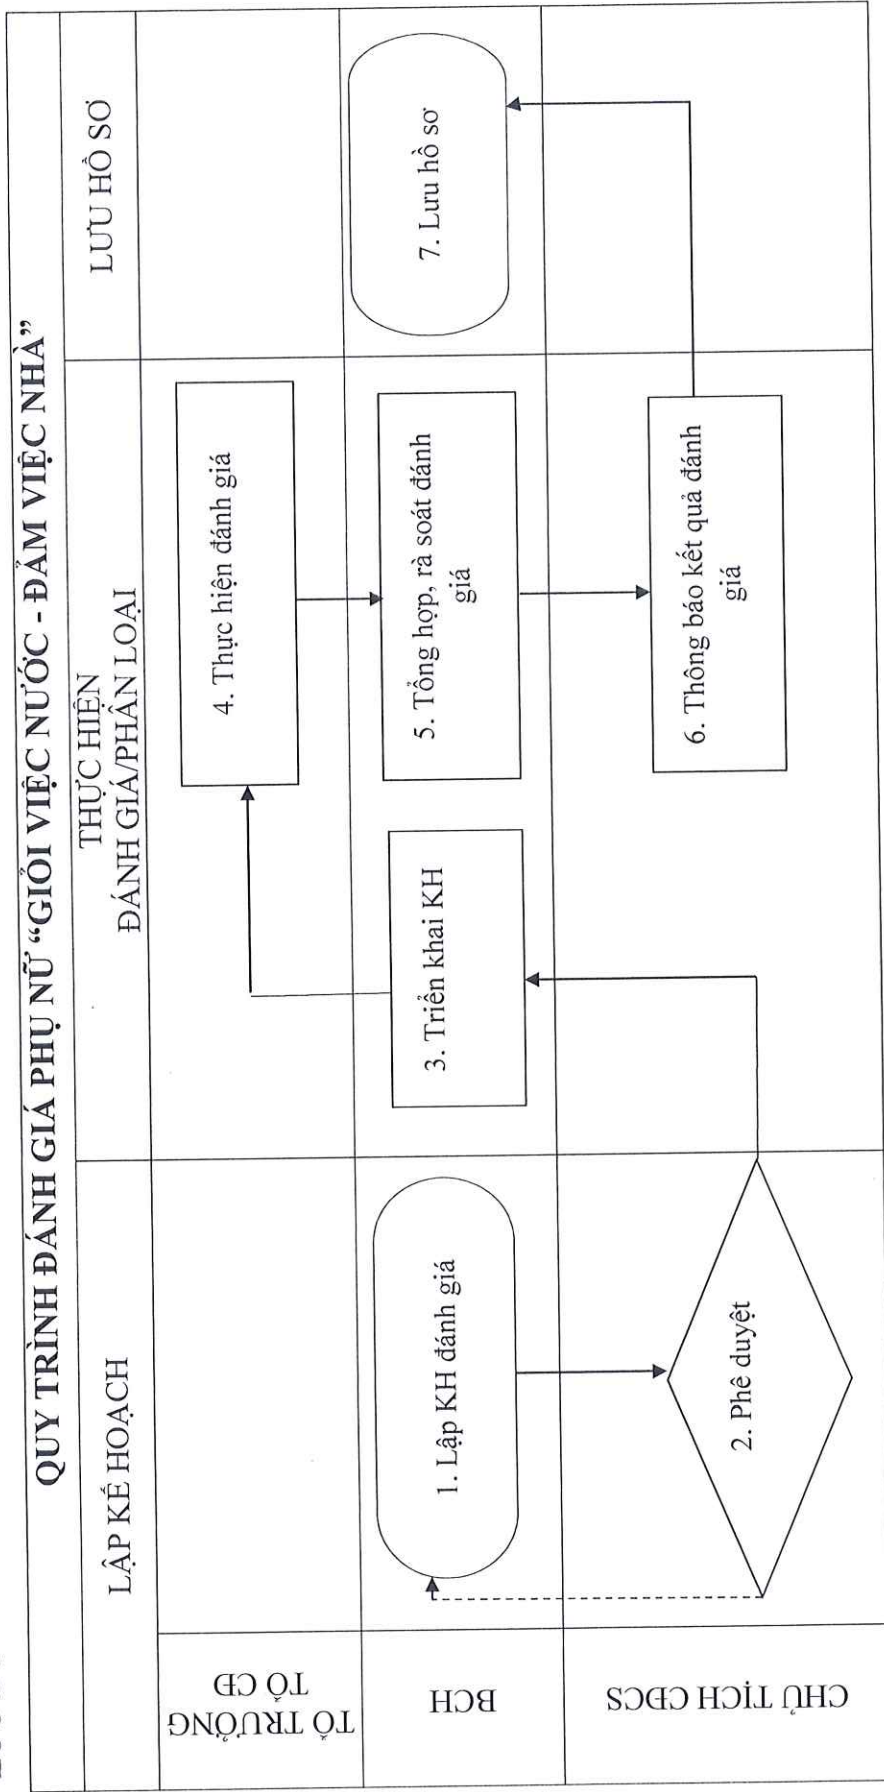 QUY TRÌNH ĐÁNH GIÁ PHỤ NỮ “GIỎI VIỆC NƯỚC - ĐẢM VIỆC NHÀ”
LẬP KẾ HOẠCH
THỰC HIỆN
ĐÁNH GIÁ/PHÂN LOẠI
LƯU HỒ SƠ
TỔ TRƯỞNG
TỔ CĐ
4. Thực hiện đánh giá
BCH
1. Lập KH đánh giá
3. Triển khai KH
5. Tổng hợp, rà soát đánh
giá
7. Lưu hồ sơ
CHỦ TỊCH CĐCS
2. Phê duyệt
6. Thông báo kết quả đánh
giá